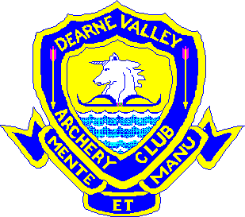 DEARNE VALLEY
ARCHERY CLUB
MENTE ET MANU